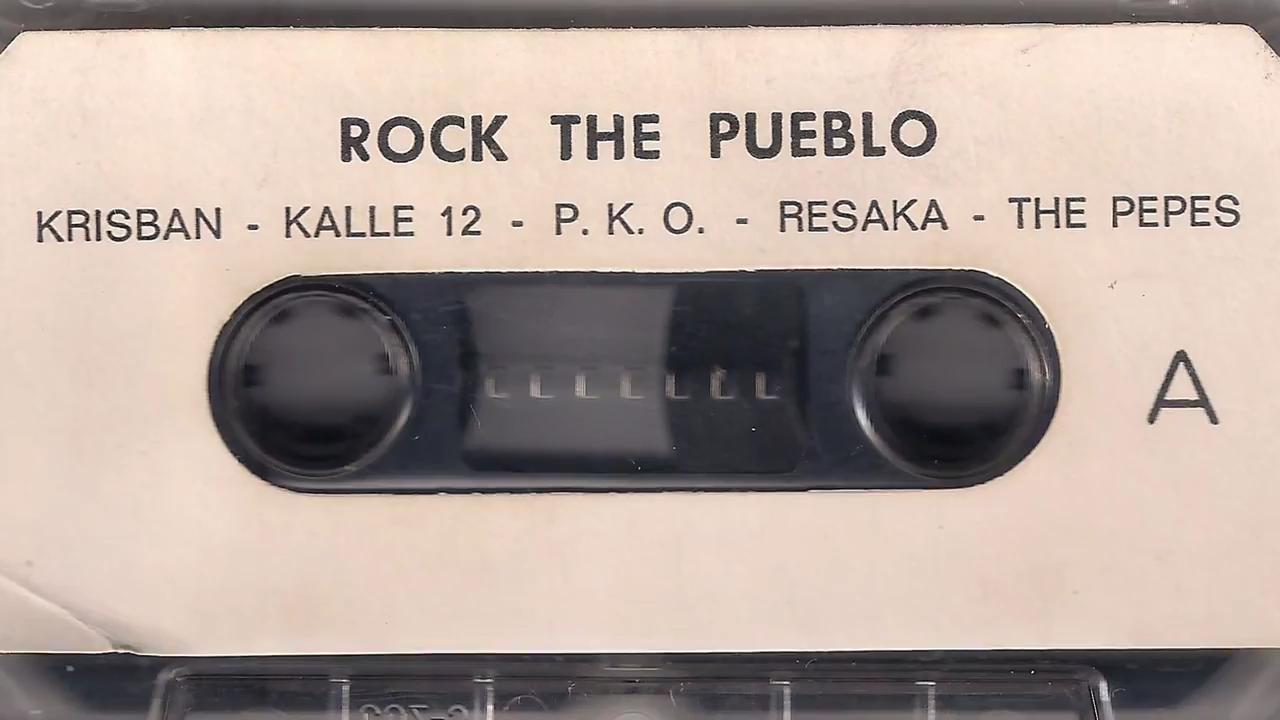 ROCK THE PUEBLO
KRISBAN - KALLE 12 - P. K. O. - RESAKA - THE PEPES
A